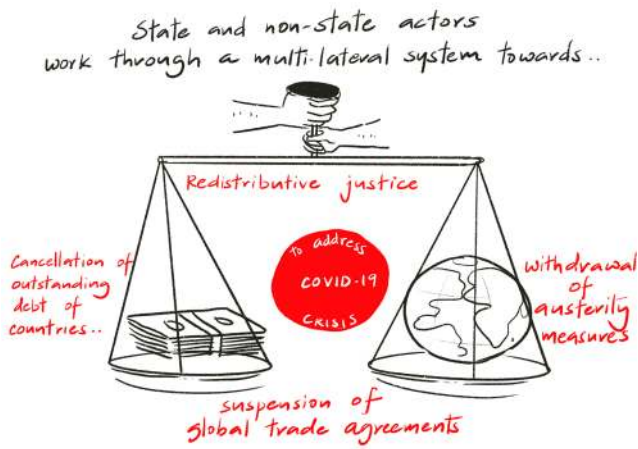 State and non-state actors
work through a multi-lateral system towards..
Redistributive justice
to address
COVID-19
CRISIS
Cancellation of
outstanding
debt of
countries..
withdrawal
of
austerity
measures
suspension of
global trade agreements